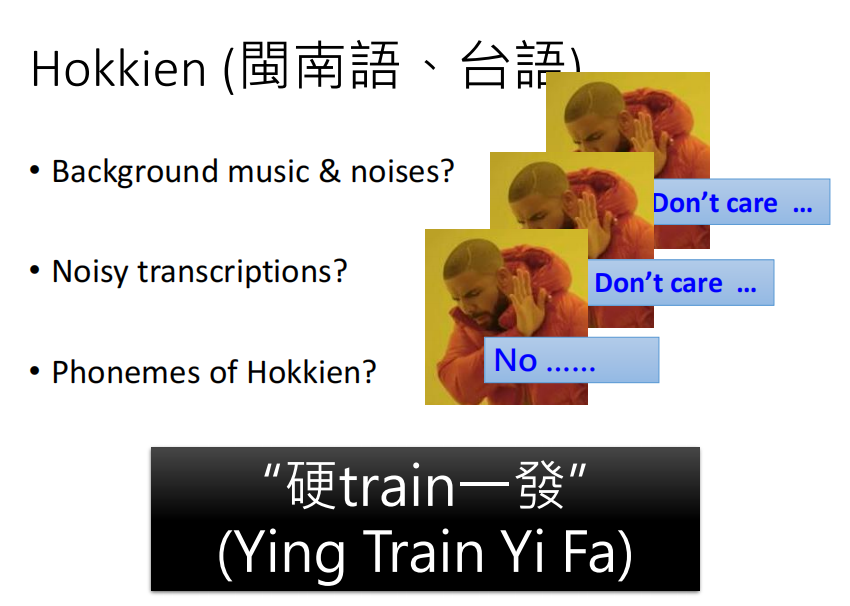 Hokkien (閩南語、台語)
• Background music & noises?
Don’t care …
• Noisy transcriptions?
Don’t care …
• Phonemes of Hokkien?
No ……
“硬train一發”
(Ying Train Yi Fa)